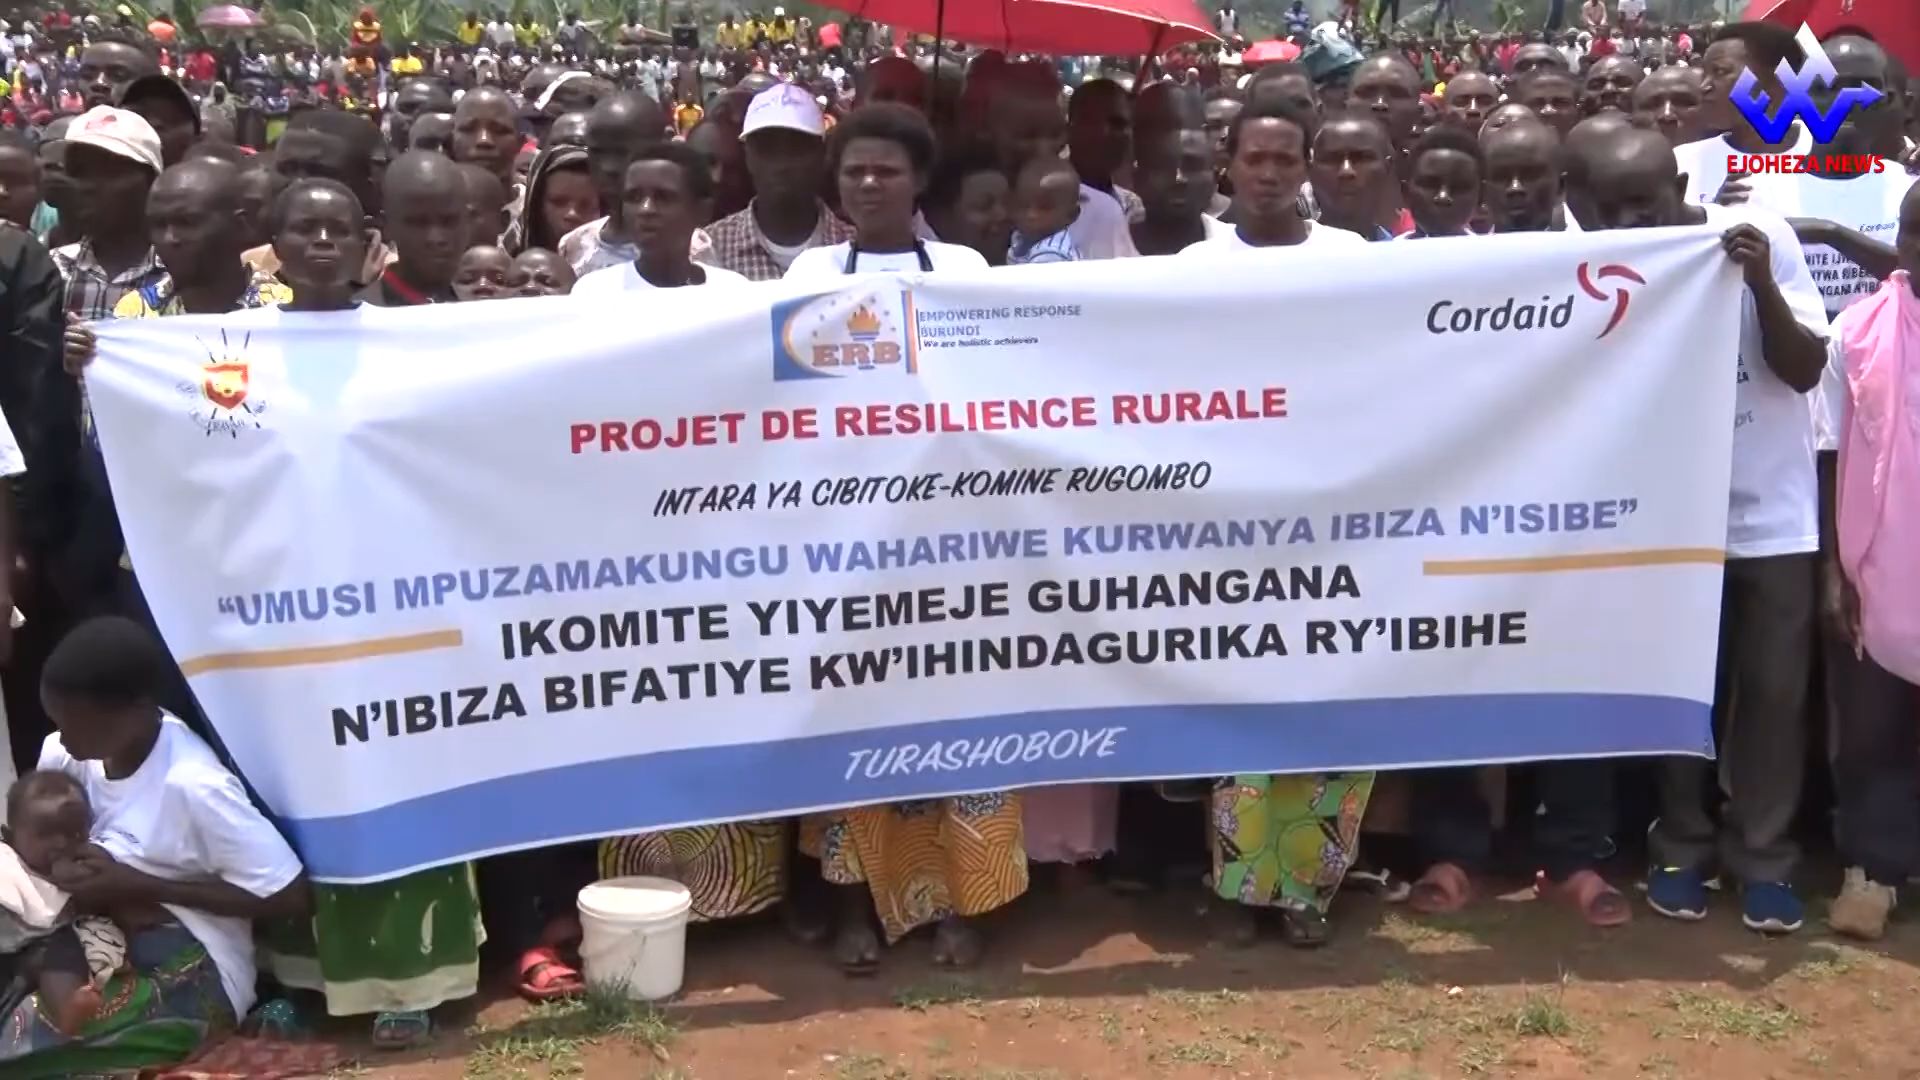 EJOHEZA NEWS
ERB
EMPOWERING RESPONSE
BURUNDI
We are holistic achievers
Cordaid
PROJET DE RESILIENCE RURALE
INTARA YA CIBITOKE-KOMINE RUGOMBO
“UMUSI MPUZAMAKUNGU WAHARIWE KURWANYA IBIZA N’ISIBE”
IKOMITE YIYEMEJE GUHANGANA
N’IBIZA BIFATIYE KW’IHINDAGURIKA RY’IBIHE
TURASHOBOYE